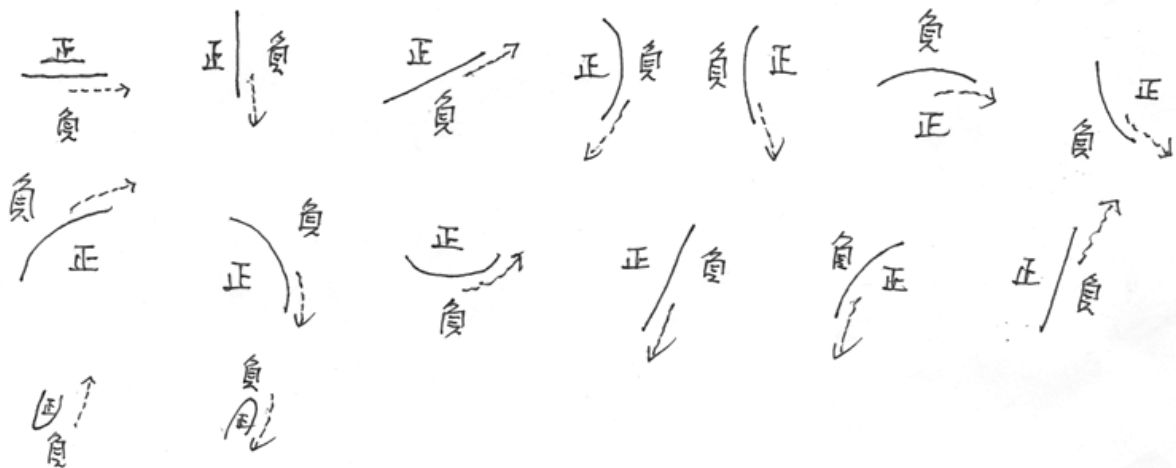 正 負 正 負 正 負 正 負 負 正 負 正 正 負
負 正 正 負 正 負 正 負 負 正 正 負
正 負 負 正